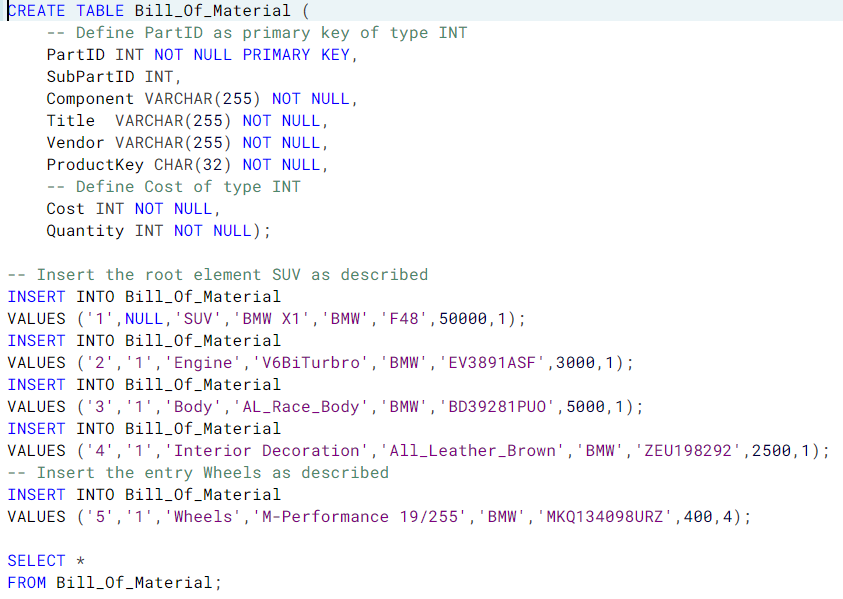 CREATE TABLE Bill_Of_Material (
    -- Define PartID as primary key of type INT
    PartID INT NOT NULL PRIMARY KEY,
    SubPartID INT,
    Component VARCHAR(255) NOT NULL,
    Title  VARCHAR(255) NOT NULL,
    Vendor VARCHAR(255) NOT NULL,
    ProductKey CHAR(32) NOT NULL,
    -- Define Cost of type INT
    Cost INT NOT NULL,
    Quantity INT NOT NULL);

-- Insert the root element SUV as described
INSERT INTO Bill_Of_Material
VALUES ('1',NULL,'SUV','BMW X1','BMW','F48',50000,1);
INSERT INTO Bill_Of_Material
VALUES ('2','1','Engine','V6BiTurbro','BMW','EV3891ASF',3000,1);
INSERT INTO Bill_Of_Material
VALUES ('3','1','Body','AL_Race_Body','BMW','BD39281PUO',5000,1);
INSERT INTO Bill_Of_Material
VALUES ('4','1','Interior Decoration','All_Leather_Brown','BMW','ZEU198292',2500,1);
-- Insert the entry Wheels as described
INSERT INTO Bill_Of_Material
VALUES ('5','1','Wheels','M-Performance 19/255','BMW','MKQ134098URZ',400,4);

SELECT *
FROM Bill_Of_Material;